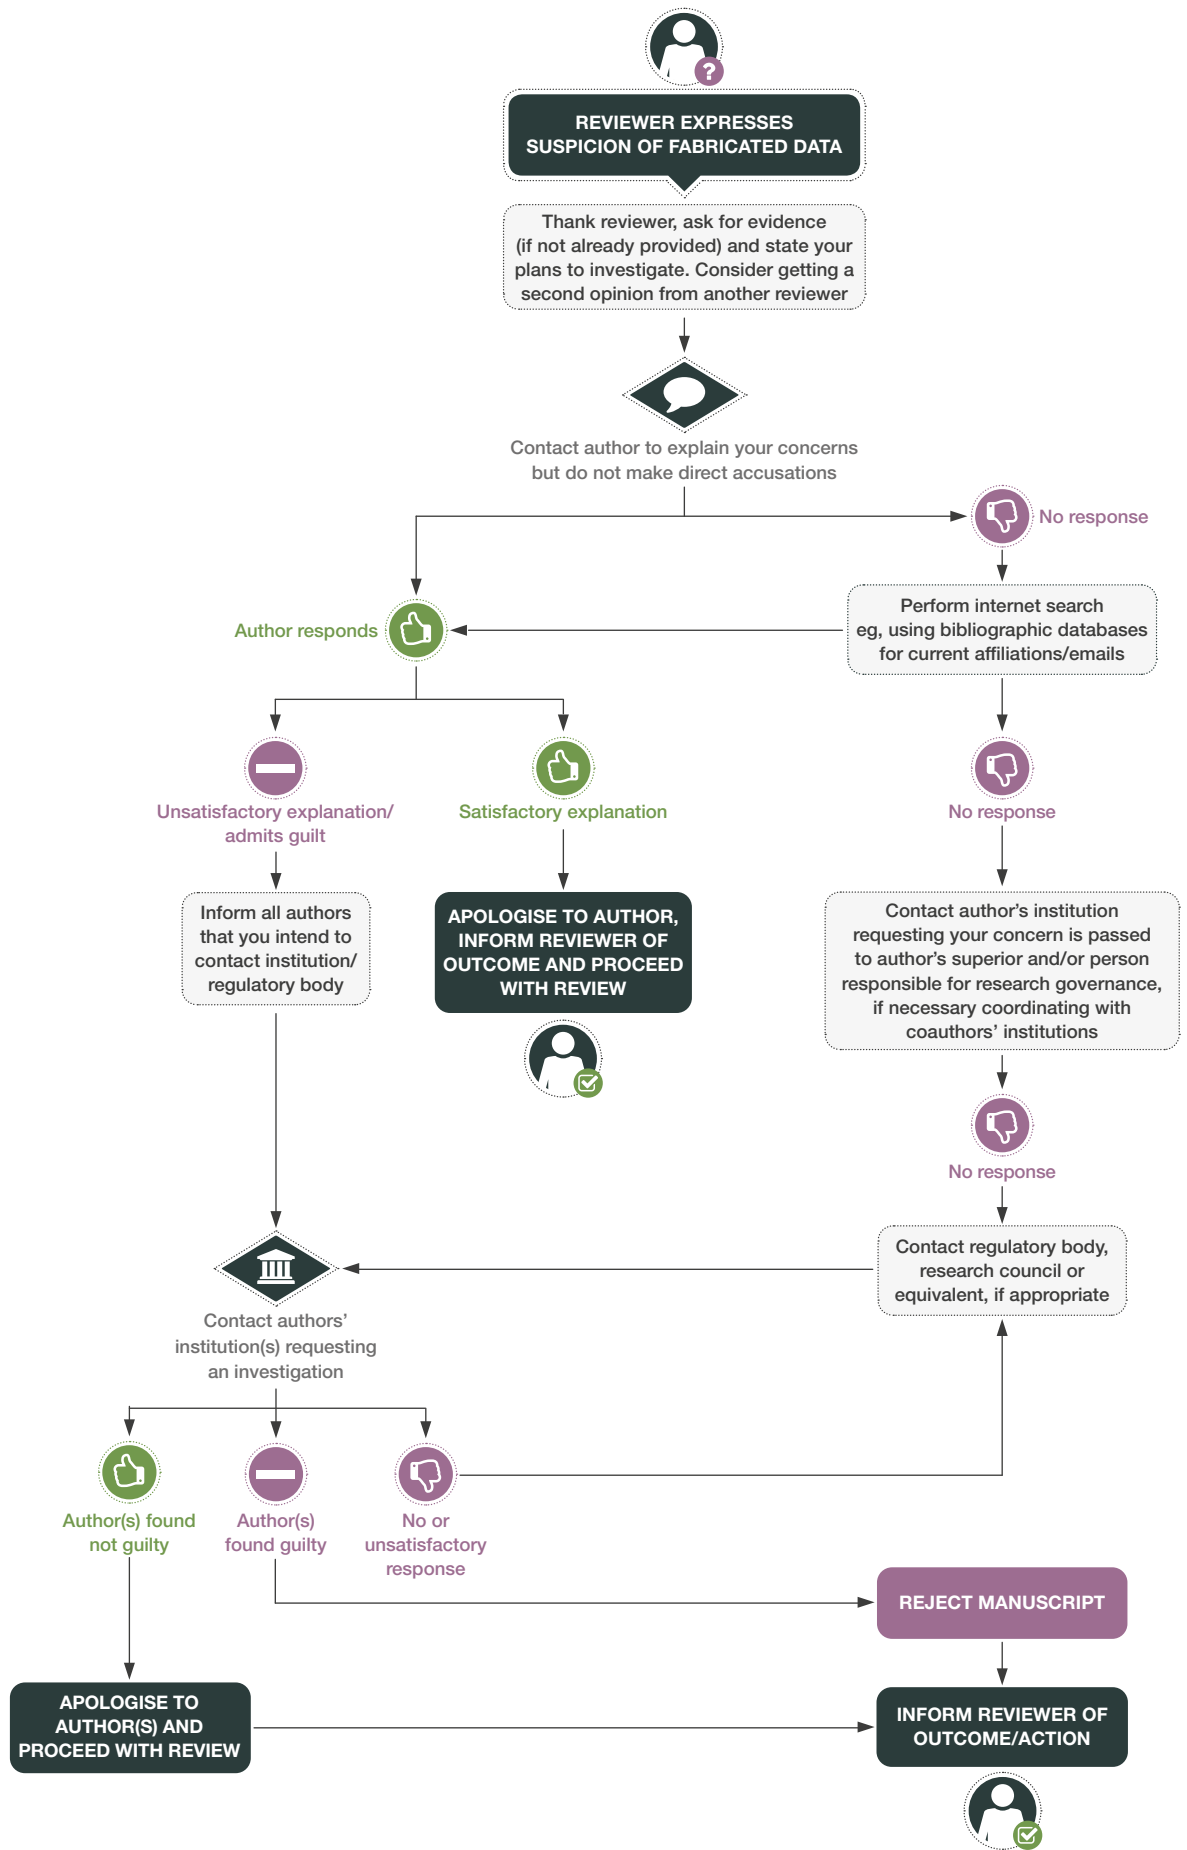 ?
REVIEWER EXPRESSES
SUSPICION OF FABRICATED DATA
Thank reviewer, ask for evidence
(if not already provided) and state your
plans to investigate. Consider getting a
second opinion from another reviewer
Contact author to explain your concerns
but do not make direct accusations
No response
Perform internet search
eg, using bibliographic databases
for current affiliations/emails
Author responds
Unsatisfactory explanation/
admits guilt
Satisfactory explanation
No response
Inform all authors
that you intend to
contact institution/
regulatory body
APOLOGISE TO AUTHOR,
INFORM REVIEWER OF
OUTCOME AND PROCEED
WITH REVIEW
Contact author’s institution
requesting your concern is passed
to author’s superior and/or person
responsible for research governance,
if necessary coordinating with
coauthors’ institutions
No response
Contact regulatory body,
research council or
equivalent, if appropriate
Contact authors’
institution(s) requesting
an investigation
Author(s) found
not guilty
Author(s)
found guilty
No or
unsatisfactory
response
REJECT MANUSCRIPT
APOLOGISE TO
AUTHOR(S) AND
PROCEED WITH REVIEW
INFORM REVIEWER OF
OUTCOME/ACTION